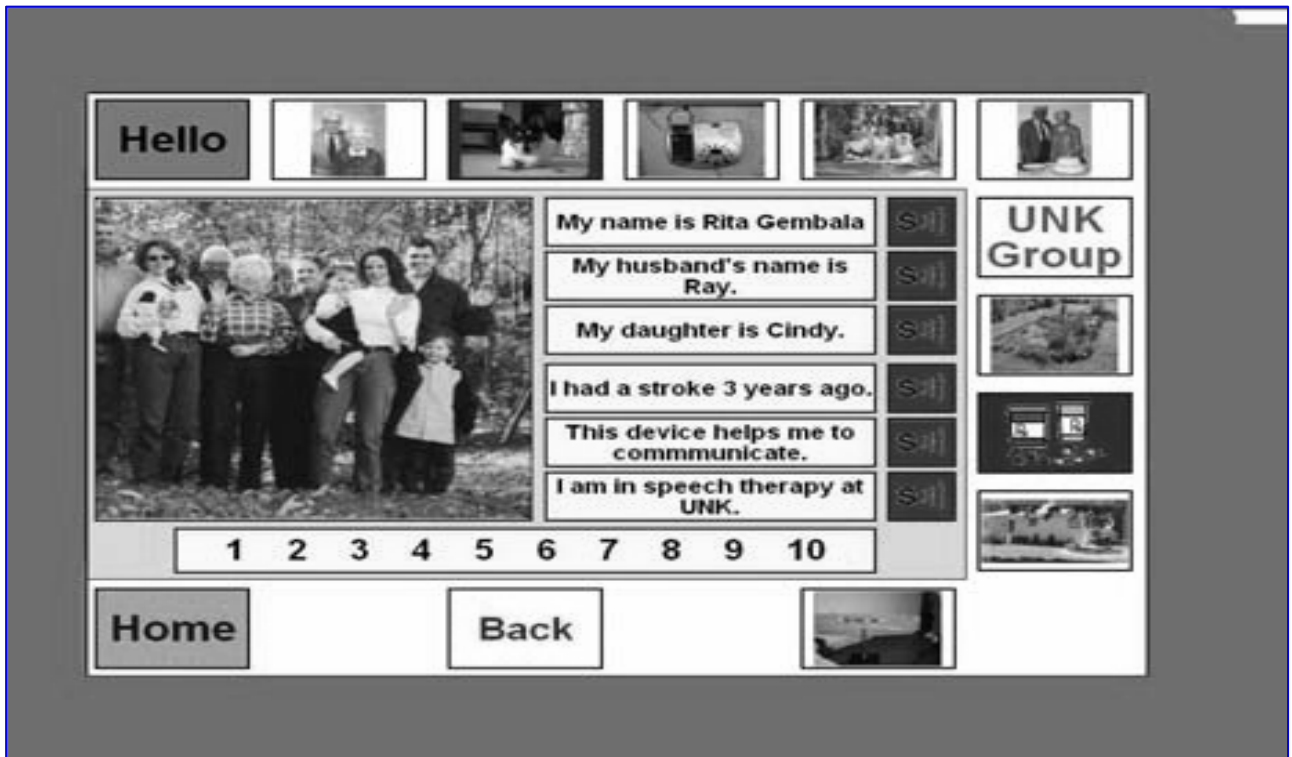 Hello
My name is Rita Gembala
UNK
Group
My husband's name is
Ray.
My daughter is Cindy.
I had a stroke 3 years ago.
This device helps me to
commmunicate.
I am in speech therapy at
UNK.
1 2 3 4 5 6 7 8 9 10
Home
Back